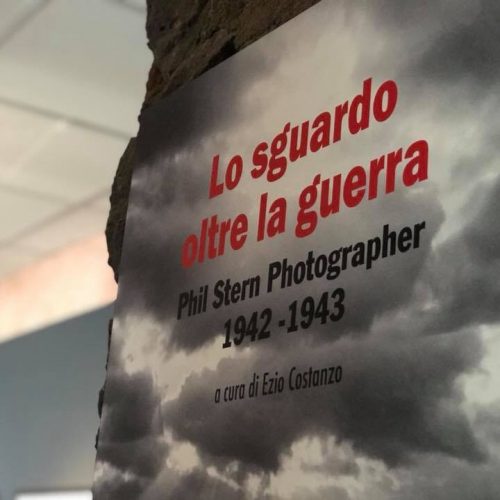 Lo sguardo
oltre la guerra
Phil Stern Photographer
1942 -1943
a cura di Ezio Costanzo